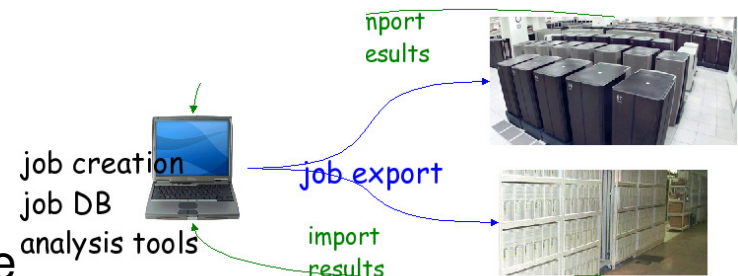 nport
esults
job creation
job DB
analysis tools
job export
import
results
e